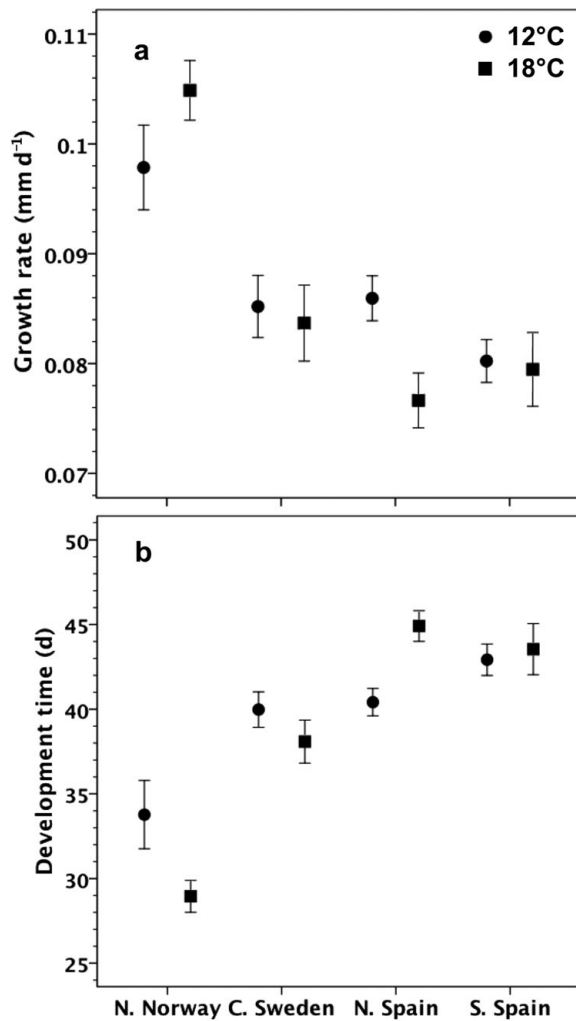 a
12°C
18°C
0.11
0.1
0.09
0.08
0.07
Growth rate (mm d⁻¹)
b
50
45
40
35
30
25
Development time (d)
N. Norway C. Sweden N. Spain S. Spain